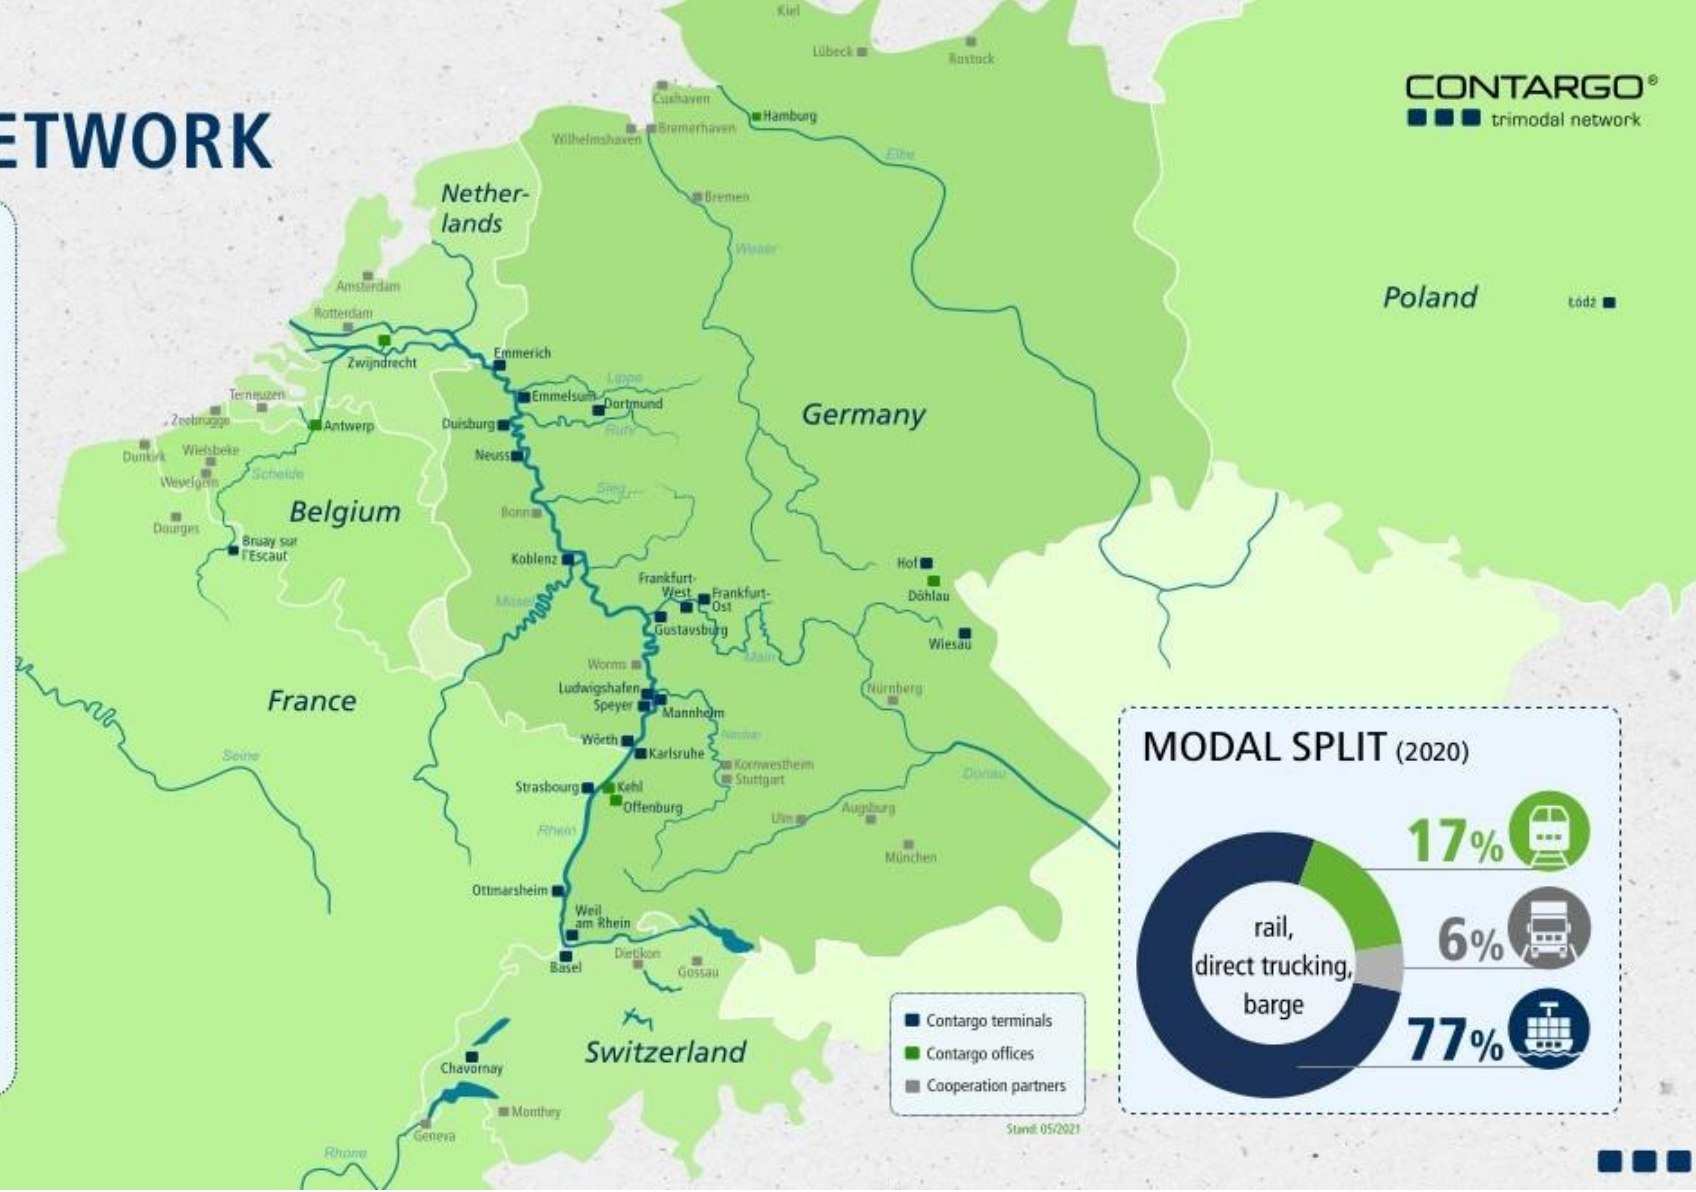 ETWORK
CONTARGO®
trimodal network
Kiel
Lübeck
Rostock
Cuxhaven
Hamburg
Wilhelmshaven
Bremerhaven
Elbe
Bremen
Weser
Nether-
lands
Amsterdam
Rotterdam
Zwijndrecht
Poland
Łódź
Emmerich
Lippe
Emmelsum
Dortmund
Duisburg
Ruhr
Germany
Neuss
Terneuzen
Zeebrugge
Antwerp
Dunkirk
Wielsbeke
Wevelgem
Schelde
Sieg
Belgium
Bonn
Dourges
Bruay sur
l'Escaut
Koblenz
Hof
Döhlau
Frankfurt-
West
Frankfurt-
Ost
Mosel
Gustavsburg
Wiesau
Main
Worms
France
Ludwigshafen
Nürnberg
Speyer
Mannheim
Wörth
Neckar
Karlsruhe
Seine
Kornwestheim
Stuttgart
Donau
Strasbourg
Kehl
Offenburg
Rhein
Ulm
Augsburg
München
Ottmarsheim
Weil
am Rhein
Basel
Dietikon
Gossau
Switzerland
Chavornay
Monthey
Geneva
Rhone
Contargo terminals
Contargo offices
Cooperation partners
Stand: 05/2021
MODAL SPLIT (2020)
17%
6%
77%
rail,
direct trucking,
barge